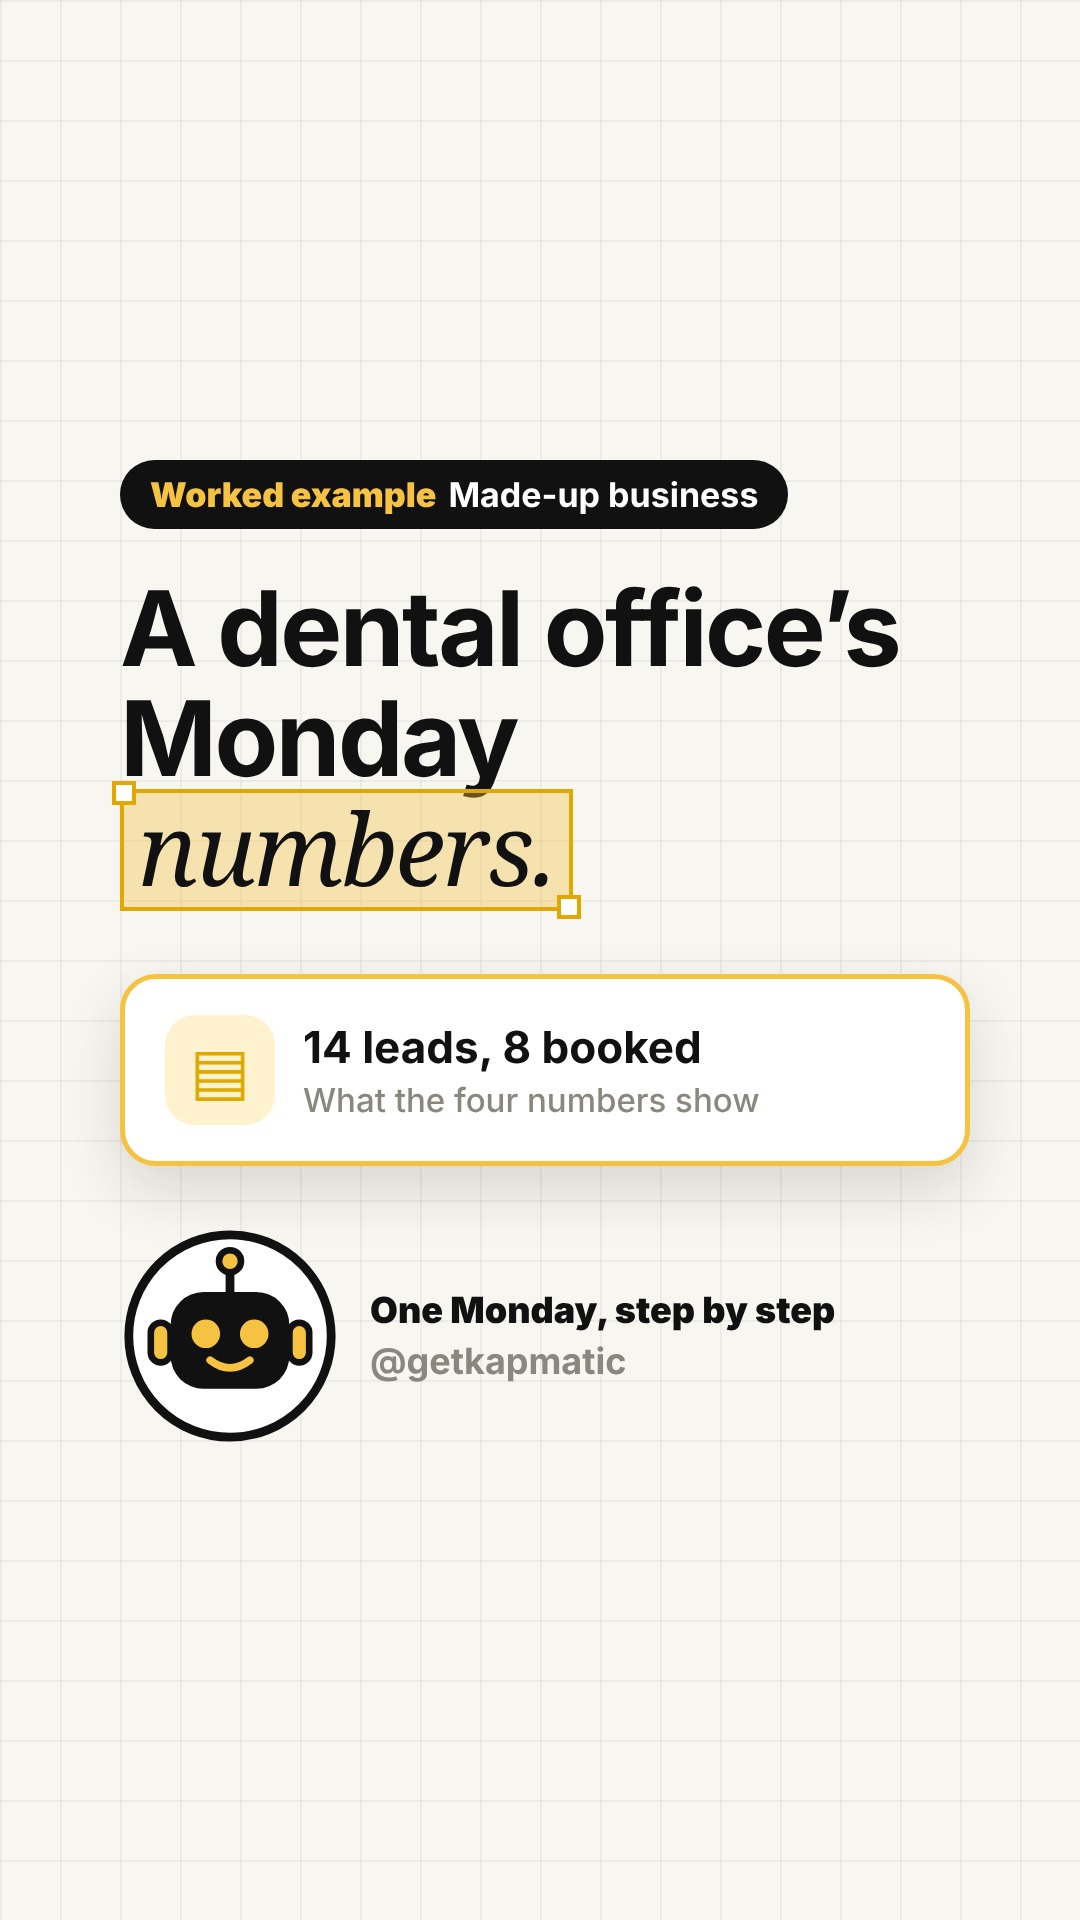 Worked example Made-up business
A dental office’s
Monday
numbers.
14 leads, 8 booked
What the four numbers show
One Monday, step by step
@getkapmatic